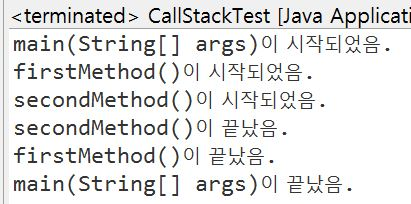 <terminated> CallStackTest [Java Applicati
main(String[] args)이 시작되었음.
firstMethod()이 시작되었음.
secondMethod()이 시작되었음.
secondMethod()이 끝났음.
firstMethod()이 끝났음.
main(String[] args)이 끝났음.